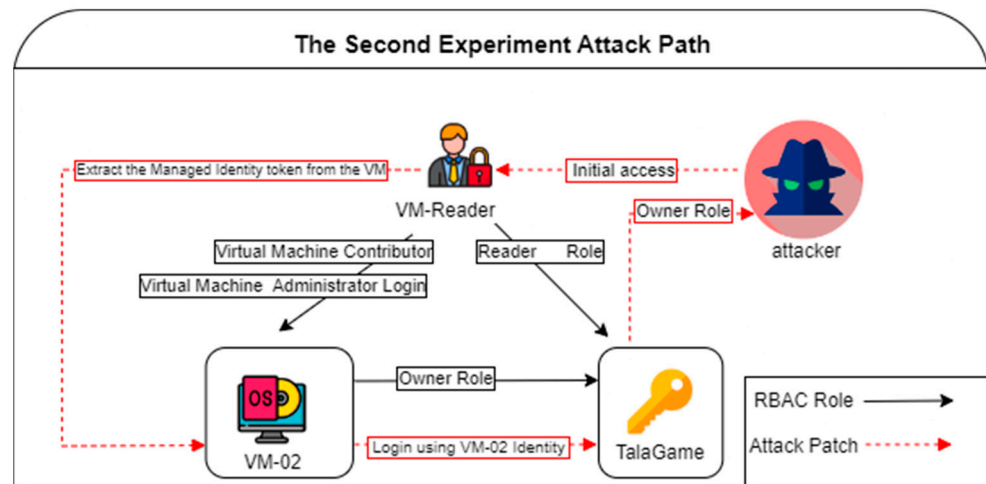 The Second Experiment Attack Path
Extract the Managed Identity token from the VM
Initial access
VM-Reader
Owner Role
attacker
Virtual Machine Contributor
Reader Role
Virtual Machine Administrator Login
OS
Owner Role
RBAC Role
Login using VM-02 Identity
Attack Patch
VM-02
TalaGame